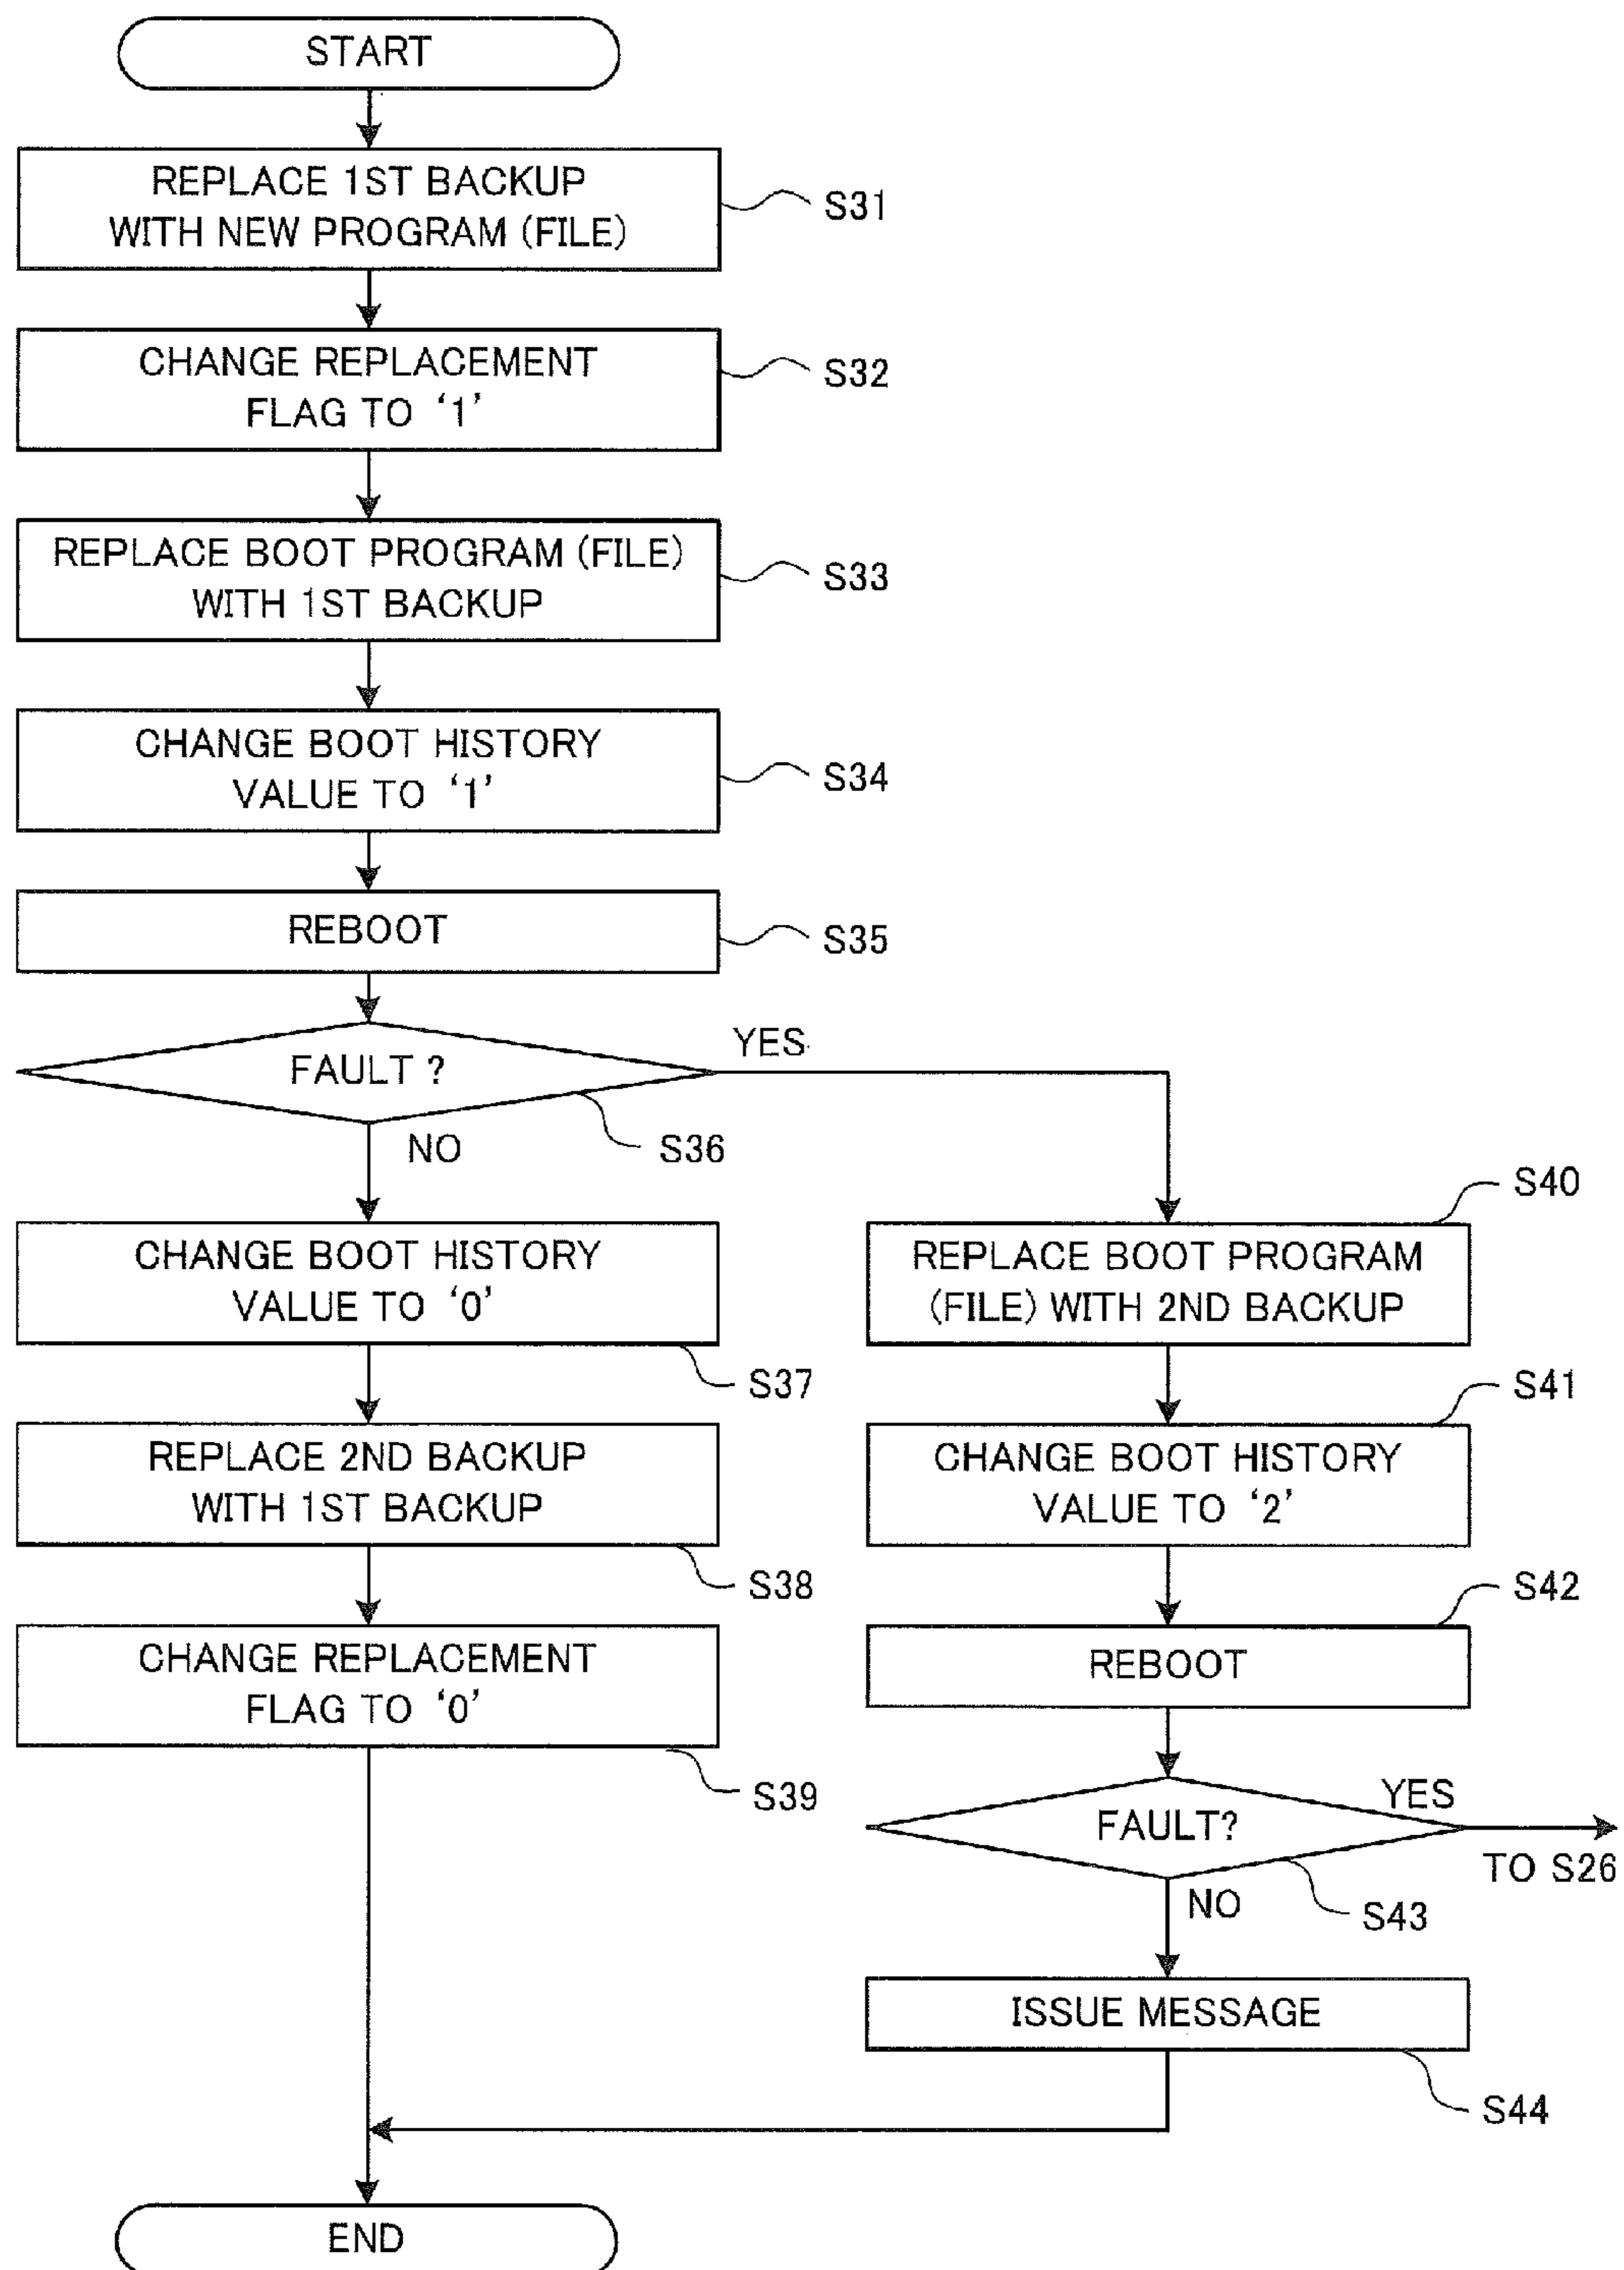 START
REPLACE 1ST BACKUP
WITH NEW PROGRAM (FILE)
S31
CHANGE REPLACEMENT
FLAG TO ‘1’
S32
REPLACE BOOT PROGRAM (FILE)
WITH 1ST BACKUP
S33
CHANGE BOOT HISTORY
VALUE TO ‘1’
S34
REBOOT
S35
FAULT ?
YES
NO
S36
CHANGE BOOT HISTORY
VALUE TO ‘0’
S37
REPLACE 2ND BACKUP
WITH 1ST BACKUP
S38
CHANGE REPLACEMENT
FLAG TO ‘0’
S39
S40
REPLACE BOOT PROGRAM
(FILE) WITH 2ND BACKUP
S41
CHANGE BOOT HISTORY
VALUE TO ‘2’
S42
REBOOT
FAULT?
YES
TO S26
NO
S43
ISSUE MESSAGE
S44
END